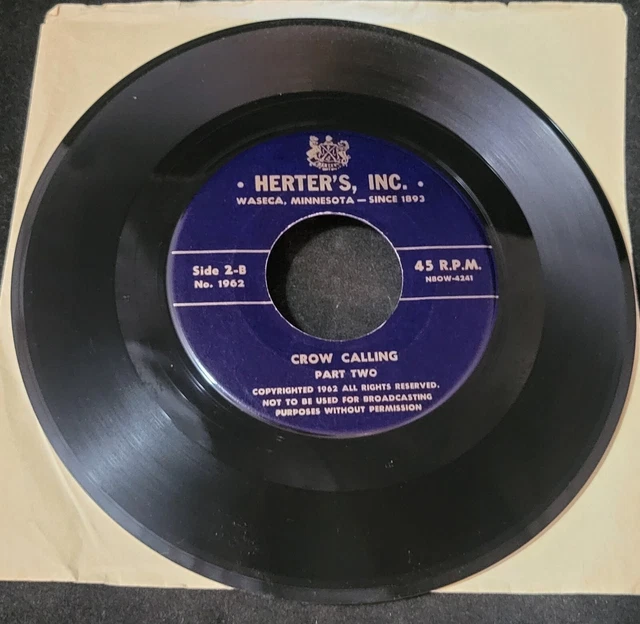 • HERTER'S, INC. •
WASECA, MINNESOTA — SINCE 1893
Side 2-B
No. 1962
45 R.P.M.
NBOW-4241
CROW CALLING
PART TWO
COPYRIGHTED 1962 ALL RIGHTS RESERVED.
NOT TO BE USED FOR BROADCASTING
PURPOSES WITHOUT PERMISSION